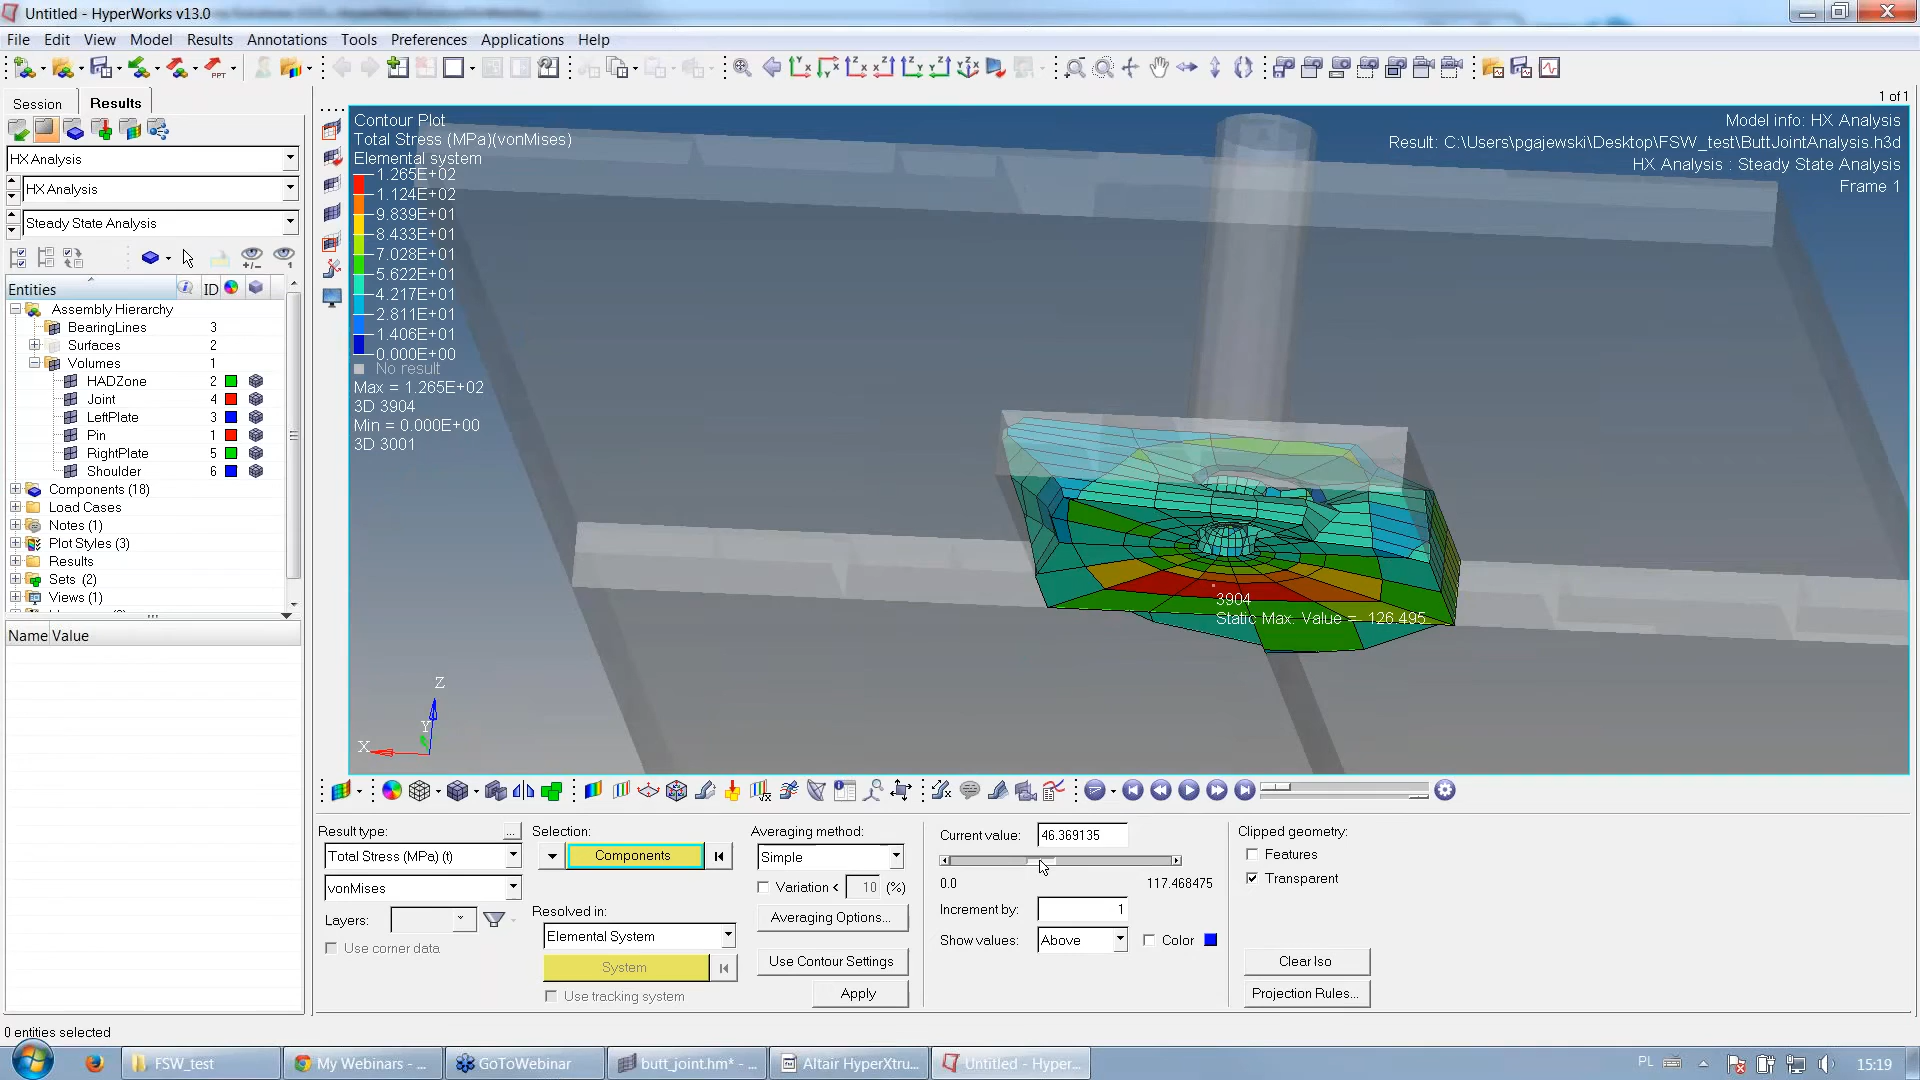 Untitled - HyperWorks v13.0
File Edit View Model Results Annotations Tools Preferences Applications Help
Session Results
1 of 1
HX Analysis
HX Analysis
Steady State Analysis
Entities ID
Assembly Hierarchy
BearingLines 3
Surfaces 2
Volumes 1
HADZone 2
Joint 4
LeftPlate 3
Pin 1
RightPlate 5
Shoulder 6
Components (18)
Load Cases
Notes (1)
Plot Styles (3)
Results
Sets (2)
Views (1)
Name Value
0 entities selected
Contour Plot
Total Stress (MPa)(vonMises)
Elemental system
1.265E+02
1.124E+02
9.839E+01
8.433E+01
7.028E+01
5.622E+01
4.217E+01
2.811E+01
1.406E+01
0.000E+00
No result
Max = 1.265E+02
3D 3904
Min = 0.000E+00
3D 3001
Model info: HX Analysis
Result: C:\Users\pgajewski\Desktop\FSW_test\ButtJointAnalysis.h3d
HX Analysis : Steady State Analysis
Frame 1
3904
Static Max. Value = 126.495
Z
Y
X
Result type: ...
Total Stress (MPa) (t)
vonMises
Layers:
Use corner data
Selection:
Components
Resolved in:
Elemental System
System
Use tracking system
Averaging method:
Simple
Variation < 10 (%)
Averaging Options...
Use Contour Settings
Apply
Current value: 46.369135
0.0 117.468475
Increment by: 1
Show values: Above Color
Clipped geometry:
Features
Transparent
Clear Iso
Projection Rules...
FSW_test
My Webinars - ...
GoToWebinar
butt_joint.hm* - ...
Altair HyperXtru...
Untitled - Hyper...
PL
15:19